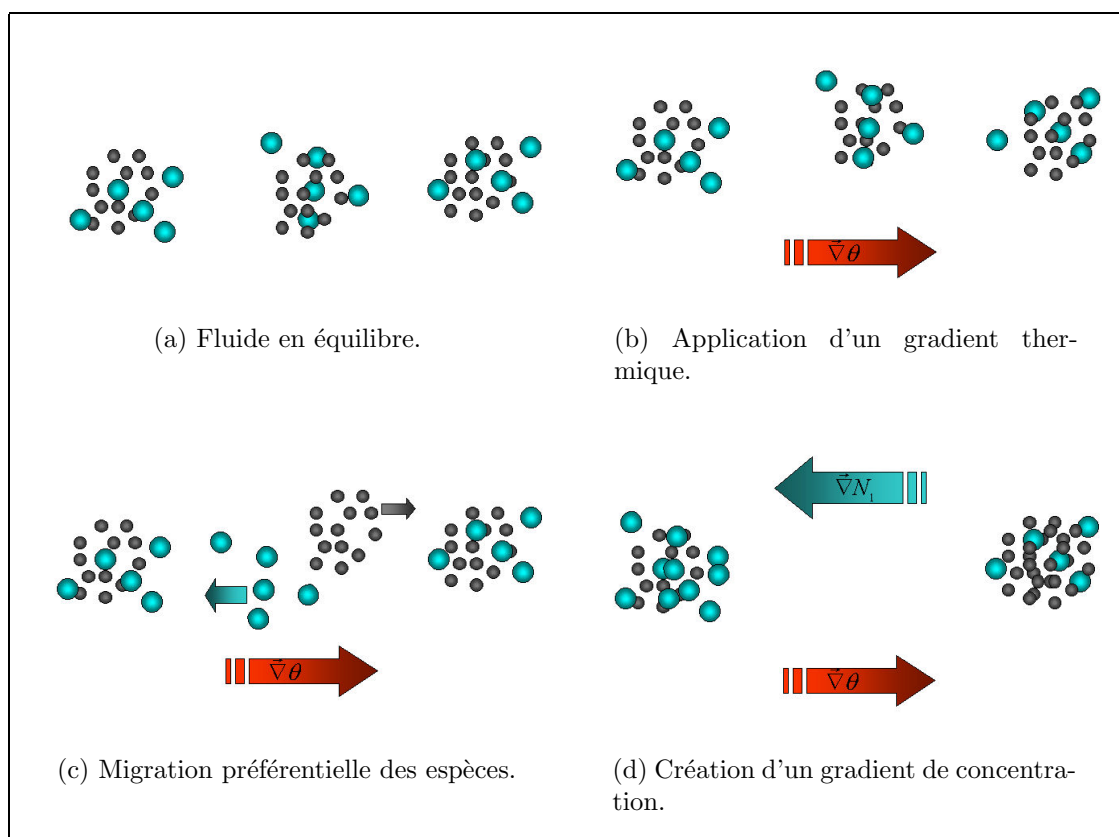 (a) Fluide en équilibre.
∇⃗θ
(b) Application d'un gradient ther-
mique.
∇⃗θ
(c) Migration préférentielle des espèces.
∇⃗N₁
∇⃗θ
(d) Création d'un gradient de concentra-
tion.